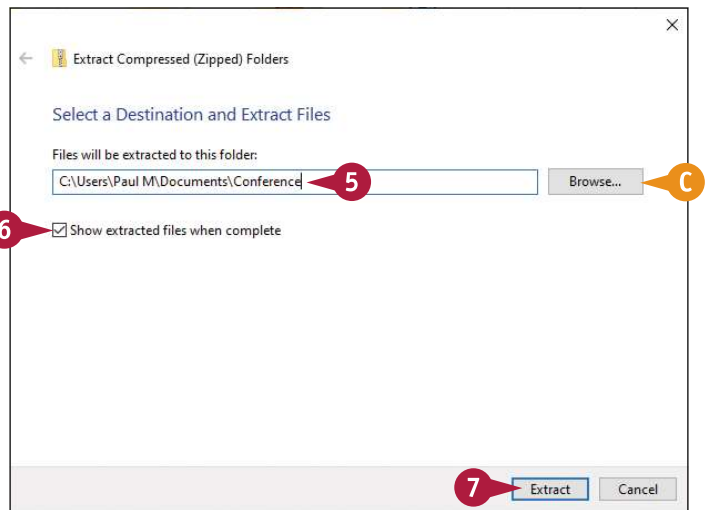 ×
← Extract Compressed (Zipped) Folders
Select a Destination and Extract Files
Files will be extracted to this folder:
C:\Users\Paul M\Documents\Conference 5 Browse... C
6 Show extracted files when complete
7 Extract Cancel